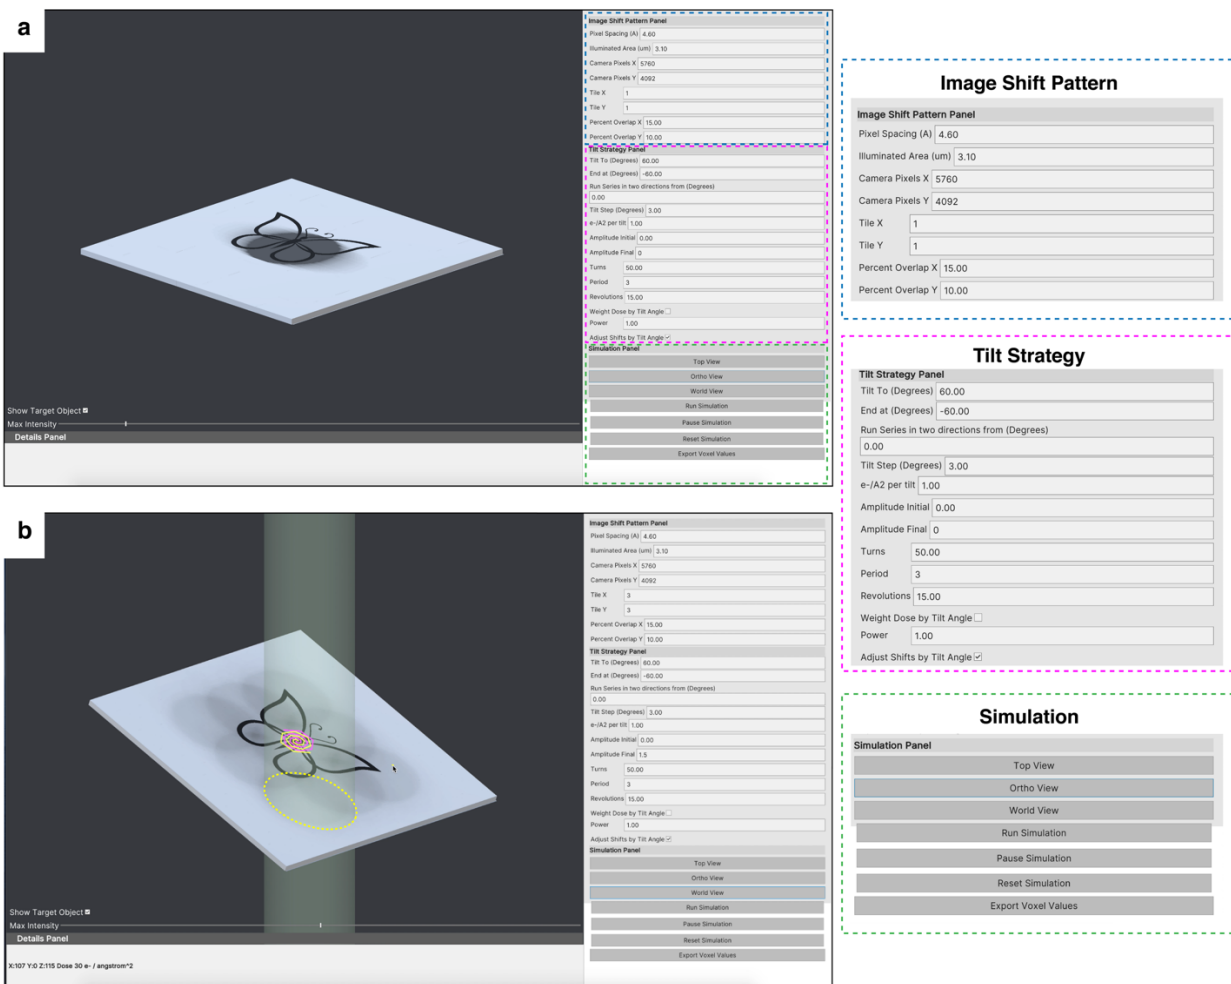 a
Image Shift Pattern Panel
Pixel Spacing (A) 4.60
Illuminated Area (um) 3.10
Camera Pixels X 5760
Camera Pixels Y 4092
Tile X 1
Tile Y 1
Percent Overlap X 15.00
Percent Overlap Y 10.00
Tilt Strategy Panel
Tilt To (Degrees) 60.00
End at (Degrees) -60.00
Run Series in two directions from (Degrees)
0.00
Tilt Step (Degrees) 3.00
e-/A2 per tilt 1.00
Amplitude Initial 0.00
Amplitude Final 0
Turns 50.00
Period 3
Revolutions 15.00
Weight Dose by Tilt Angle
Power 1.00
Adjust Shifts by Tilt Angle
Simulation Panel
Top View
Ortho View
World View
Run Simulation
Pause Simulation
Reset Simulation
Export Voxel Values
Show Target Object
Max Intensity
Details Panel
Image Shift Pattern
Image Shift Pattern Panel
Pixel Spacing (A) 4.60
Illuminated Area (um) 3.10
Camera Pixels X 5760
Camera Pixels Y 4092
Tile X 1
Tile Y 1
Percent Overlap X 15.00
Percent Overlap Y 10.00
Tilt Strategy
Tilt Strategy Panel
Tilt To (Degrees) 60.00
End at (Degrees) -60.00
Run Series in two directions from (Degrees)
0.00
Tilt Step (Degrees) 3.00
e-/A2 per tilt 1.00
Amplitude Initial 0.00
Amplitude Final 0
Turns 50.00
Period 3
Revolutions 15.00
Weight Dose by Tilt Angle
Power 1.00
Adjust Shifts by Tilt Angle
Simulation
Simulation Panel
Top View
Ortho View
World View
Run Simulation
Pause Simulation
Reset Simulation
Export Voxel Values
b
Image Shift Pattern Panel
Pixel Spacing (A) 4.60
Illuminated Area (um) 3.10
Camera Pixels X 5760
Camera Pixels Y 4092
Tile X 3
Tile Y 3
Percent Overlap X 15.00
Percent Overlap Y 10.00
Tilt Strategy Panel
Tilt To (Degrees) 60.00
End at (Degrees) -60.00
Run Series in two directions from (Degrees)
0.00
Tilt Step (Degrees) 3.00
e-/A2 per tilt 1.00
Amplitude Initial 0.00
Amplitude Final 1.5
Turns 50.00
Period 3
Revolutions 15.00
Weight Dose by Tilt Angle
Power 1.00
Adjust Shifts by Tilt Angle
Simulation Panel
Top View
Ortho View
World View
Run Simulation
Pause Simulation
Reset Simulation
Export Voxel Values
Show Target Object
Max Intensity
Details Panel
X:107 Y:0 Z:115 Dose 30 e- / angstrom^2